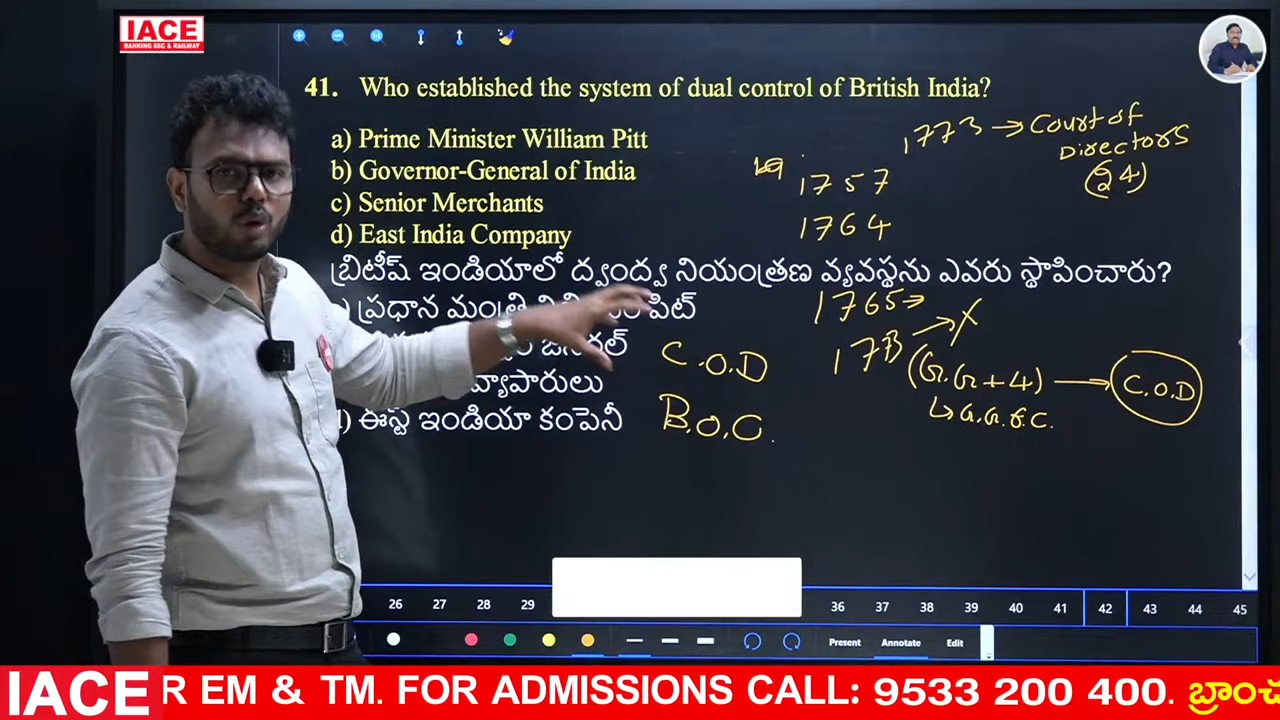 IACE
BANKING SSC & RAILWAY
41. Who established the system of dual control of British India?
a) Prime Minister William Pitt
b) Governor-General of India
c) Senior Merchants
d) East India Company
1773 → Court of
Directors
(24)
1757
1764
బ్రిటీష్ ఇండియాలో ద్వంద్వ నియంత్రణ వ్యవస్థను ఎవరు స్థాపించారు?
) ప్రధాన మంత్రి
పిట్
1765→
జనరల్
C.O.D
(G.G+4) → C.O.D
↳G.G.B.C.
వ్యాపారులు
) ఈస్ట్ ఇండియా కంపెనీ
B.O.C.
26 27 28 29 36 37 38 39 40 41 42 43 44 45
Present Annotate Edit
IACE R EM & TM. FOR ADMISSIONS CALL: 9533 200 400. బ్రాంచ